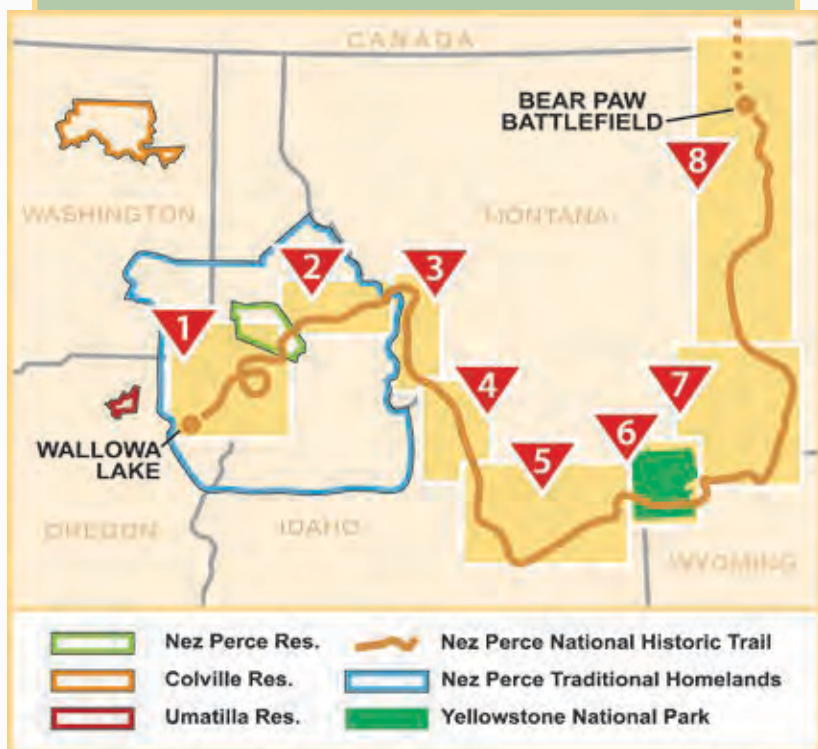 CANADA
BEAR PAW
BATTLEFIELD
8
WASHINGTON
MONTANA
2
3
1
4
7
6
5
WALLOWA
LAKE
OREGON
IDAHO
WYOMING
Nez Perce Res.
Nez Perce National Historic Trail
Colville Res.
Nez Perce Traditional Homelands
Umatilla Res.
Yellowstone National Park